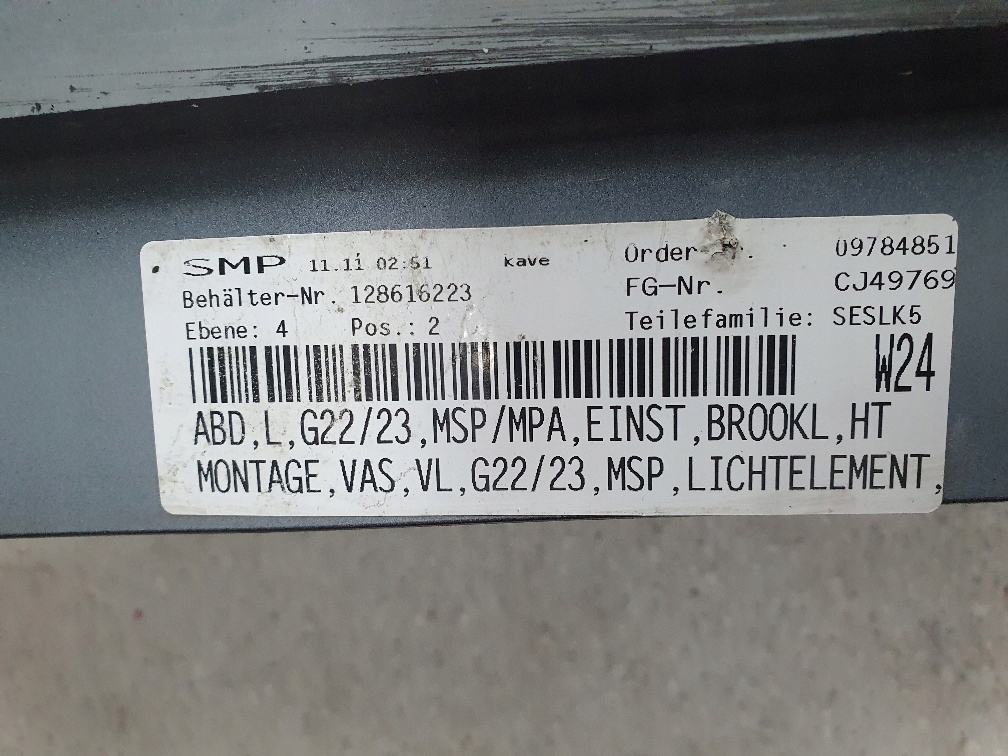 SMP 11.11 02:51 kave
Order- r. 09784851
Behälter-Nr. 128616223
FG-Nr. CJ49769
Ebene: 4 Pos.: 2
Teilefamilie: SESLK5
W24
ABD,L,G22/23,MSP/MPA,EINST,BROOKL,HT
MONTAGE,VAS,VL,G22/23,MSP,LICHTELEMENT,